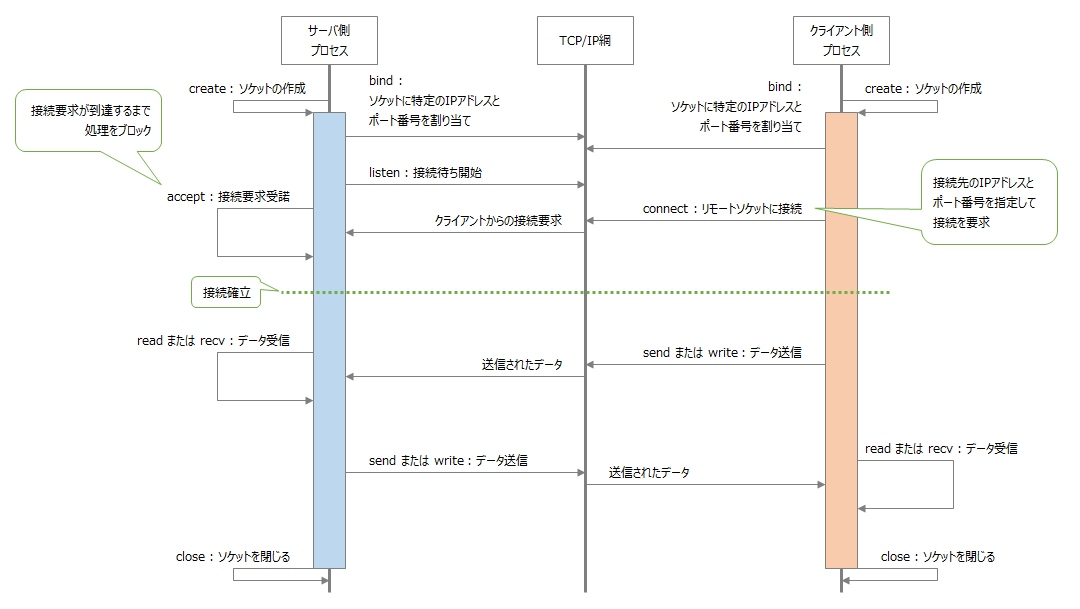 サーバ側
プロセス
TCP/IP網
クライアント側
プロセス
create：ソケットの作成
bind：
ソケットに特定のIPアドレスと
ポート番号を割り当て
bind：
ソケットに特定のIPアドレスと
ポート番号を割り当て
create：ソケットの作成
接続要求が到達するまで
処理をブロック
listen：接続待ち開始
accept：接続要求受諾
connect：リモートソケットに接続
接続先のIPアドレスと
ポート番号を指定して
接続を要求
クライアントからの接続要求
接続確立
read または recv：データ受信
send または write：データ送信
送信されたデータ
read または recv：データ受信
send または write：データ送信
送信されたデータ
close：ソケットを閉じる
close：ソケットを閉じる